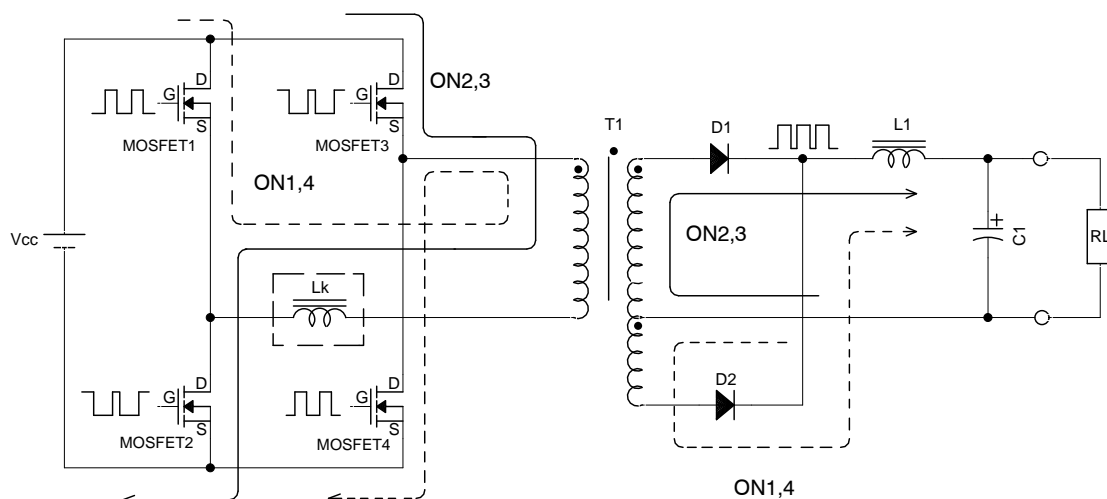 ON2,3
D
G
S
MOSFET1
D
G
S
MOSFET3
ON1,4
T1
D1
L1
Vcc
ON2,3
+
C1
RL
Lk
D
G
S
MOSFET2
D
G
S
MOSFET4
D2
ON1,4